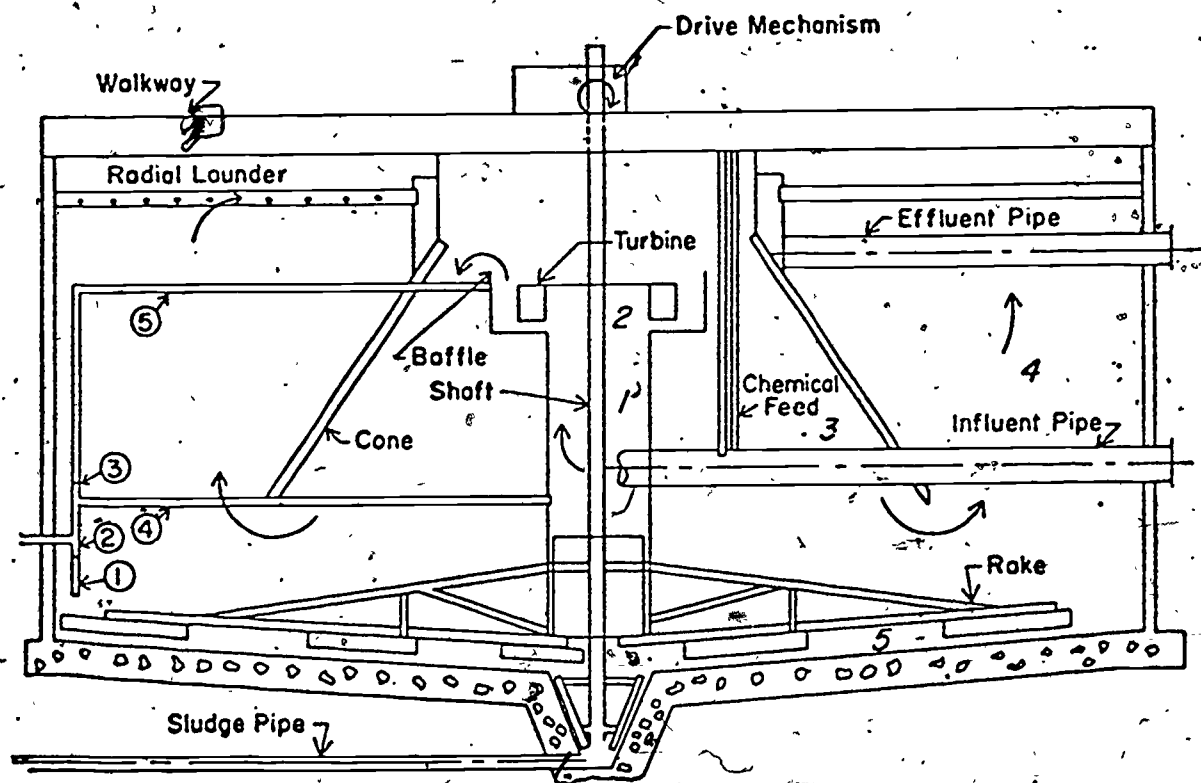 Drive Mechanism
Walkway
Radial Launder
Effluent Pipe
Turbine
2
5
Baffle
4
Shaft
1
Chemical
Feed
3
Influent Pipe
Cone
3
4
2
1
Rake
5
Sludge Pipe